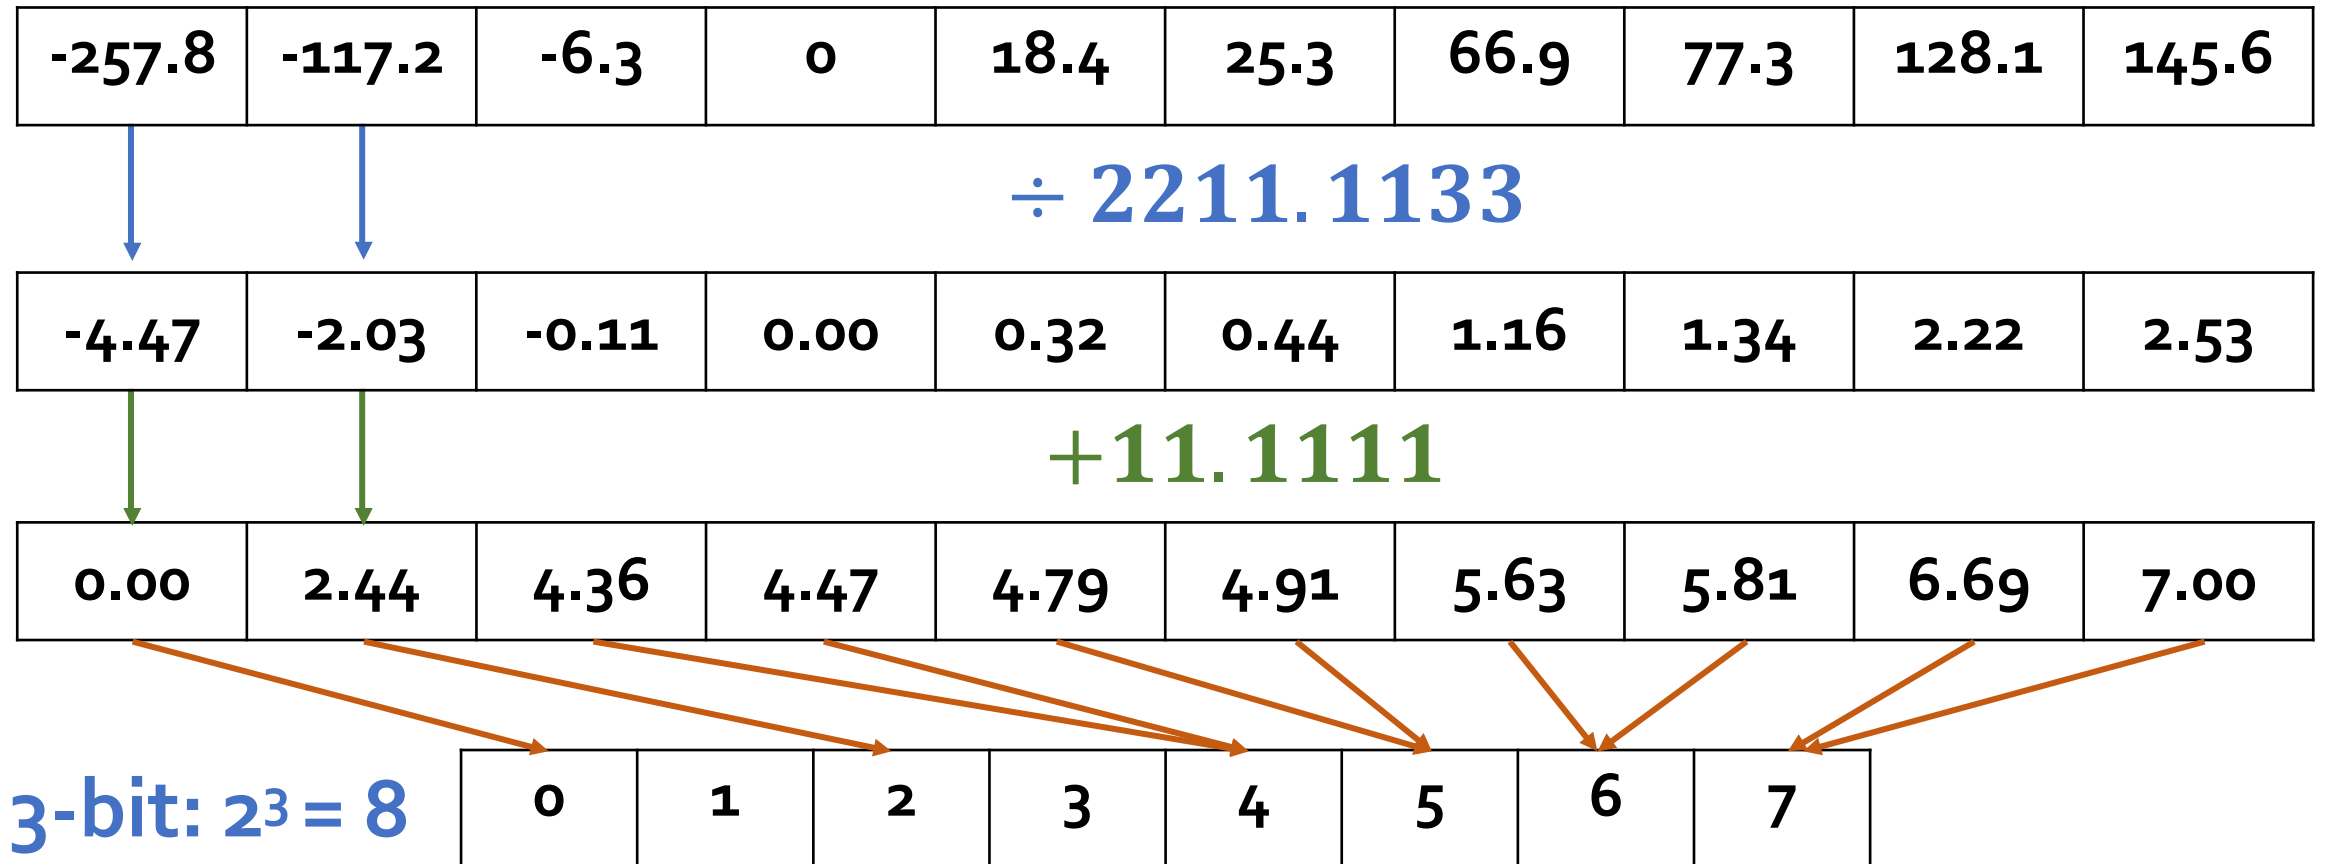 -257.8 -117.2 -6.3 0 18.4 25.3 66.9 77.3 128.1 145.6
÷ 2211.1133
-4.47 -2.03 -0.11 0.00 0.32 0.44 1.16 1.34 2.22 2.53
+11.1111
0.00 2.44 4.36 4.47 4.79 4.91 5.63 5.81 6.69 7.00
3-bit: 2³ = 8 0 1 2 3 4 5 6 7